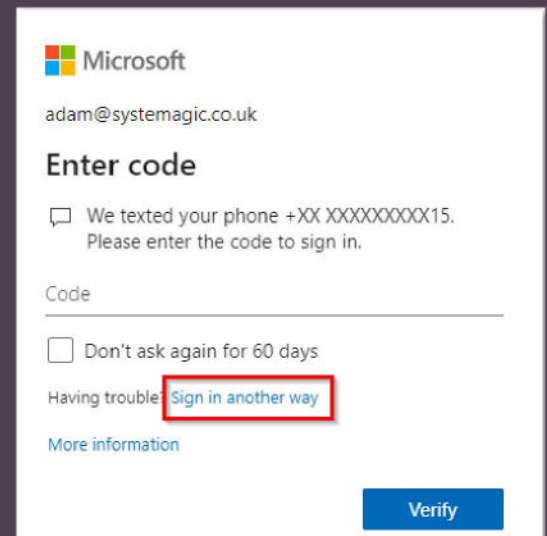 Microsoft
adam@systemagic.co.uk
Enter code
We texted your phone +XX XXXXXXXXX15.
Please enter the code to sign in.
Code
Don't ask again for 60 days
Having trouble? Sign in another way
More information
Verify